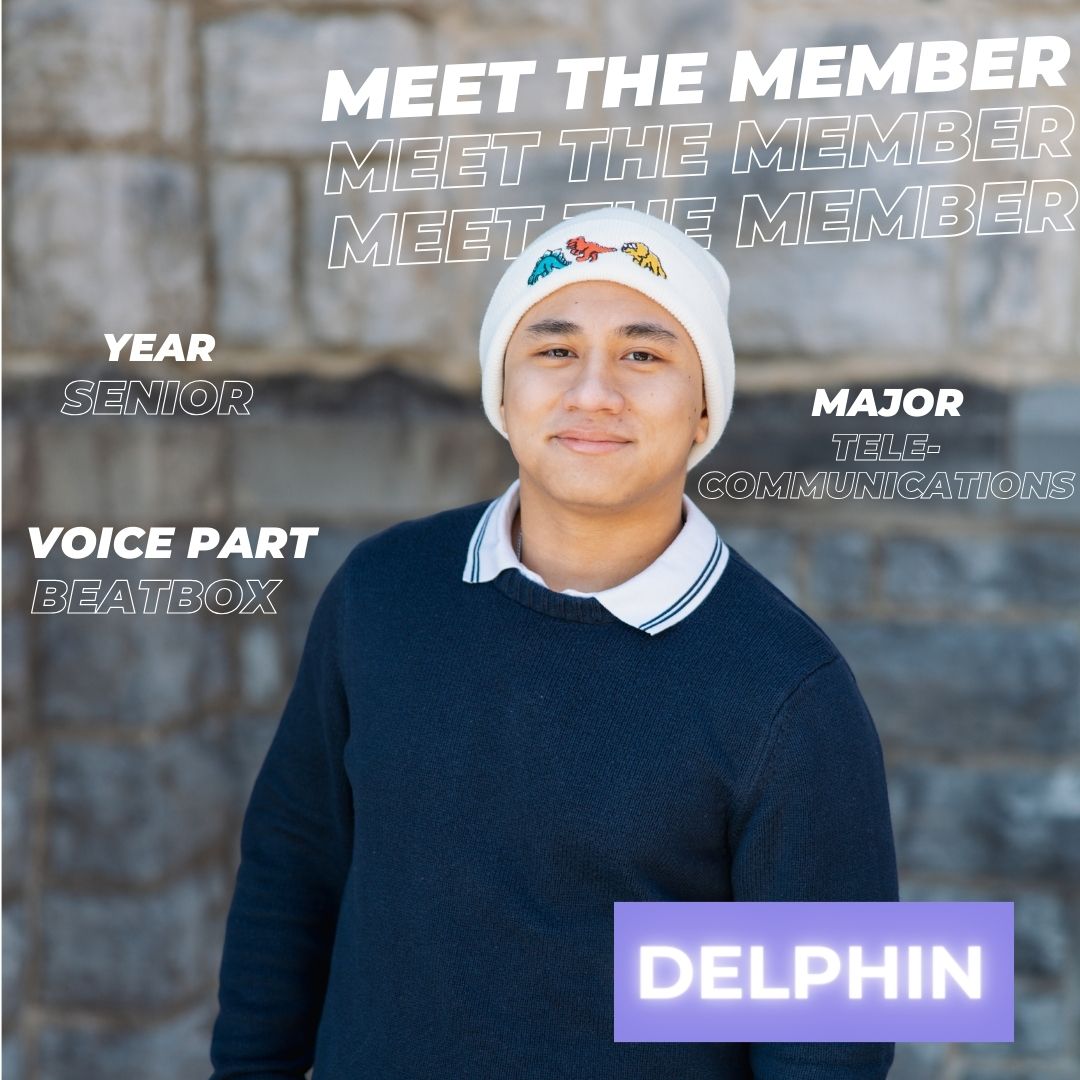 MEET THE MEMBER
MEET THE MEMBER
MEET THE MEMBER
YEAR
SENIOR
MAJOR
TELE-
COMMUNICATIONS
VOICE PART
BEATBOX
DELPHIN